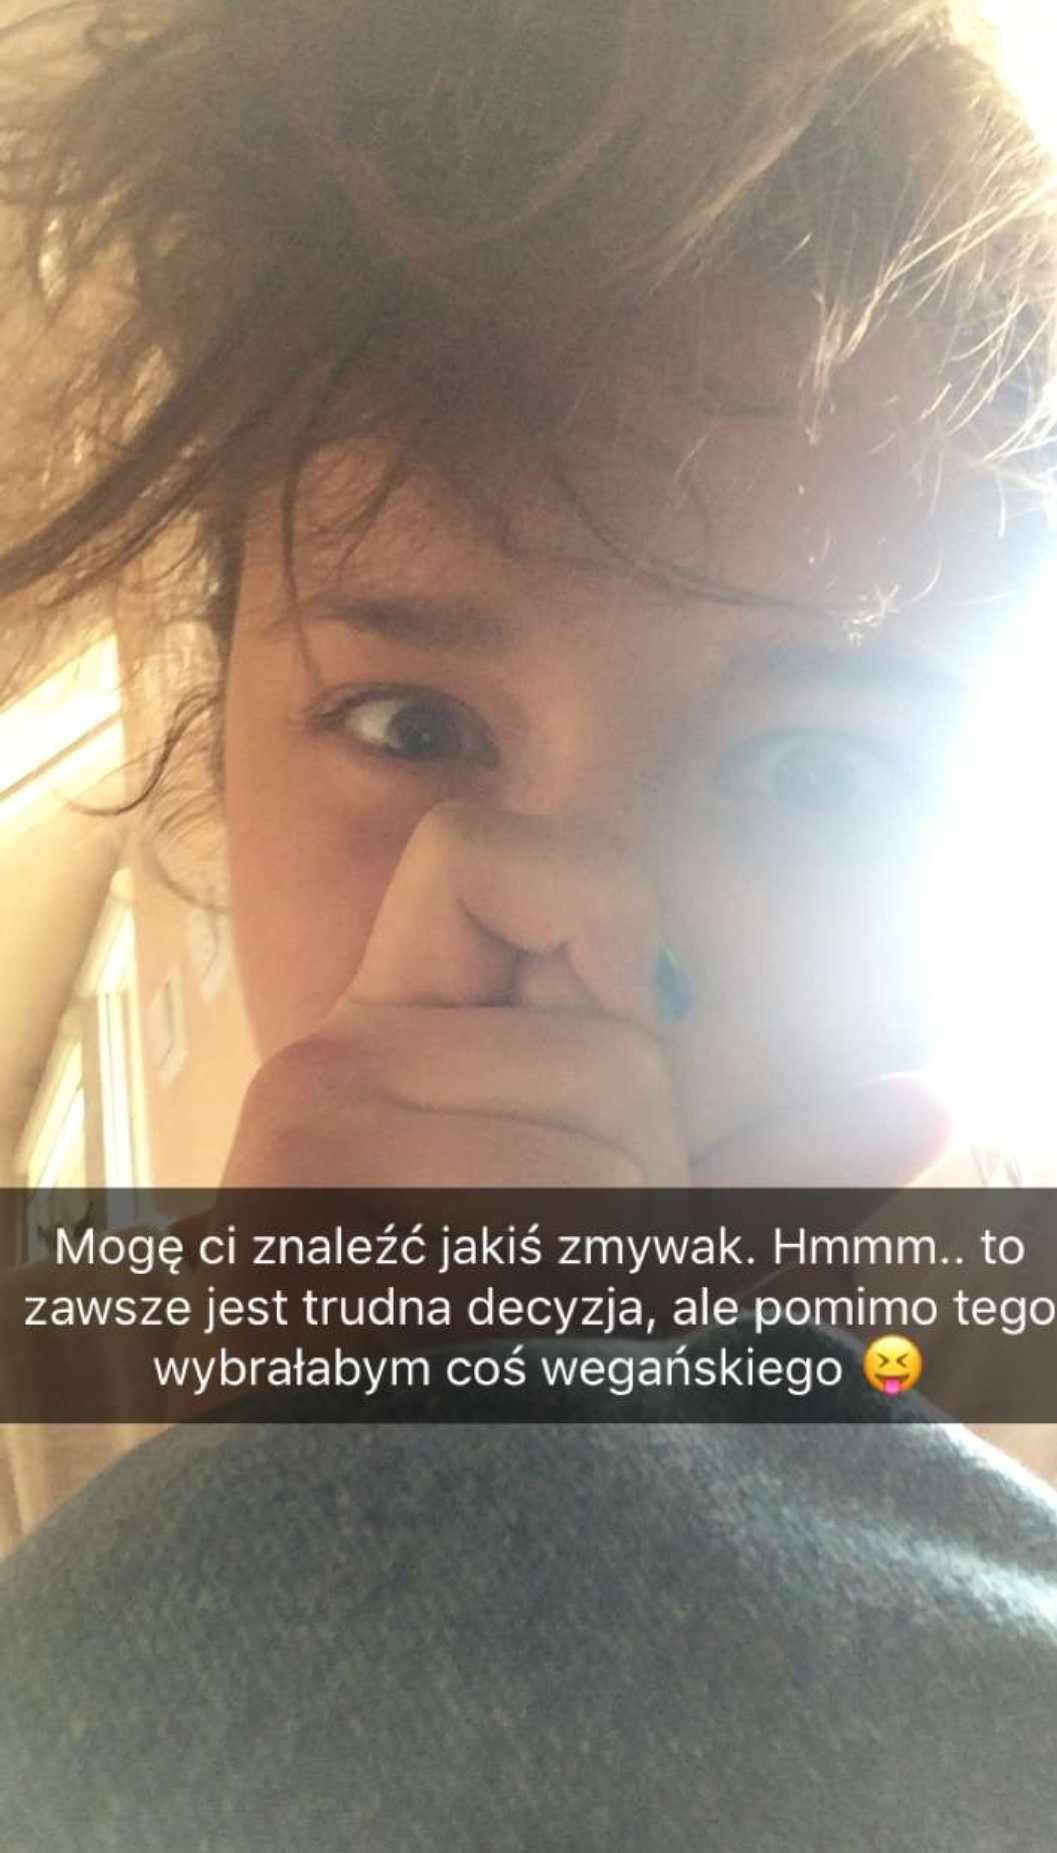 Mogę ci znaleźć jakiś zmywak. Hmmm.. to
zawsze jest trudna decyzja, ale pomimo tego
wybrałabym coś wegańskiego 😝